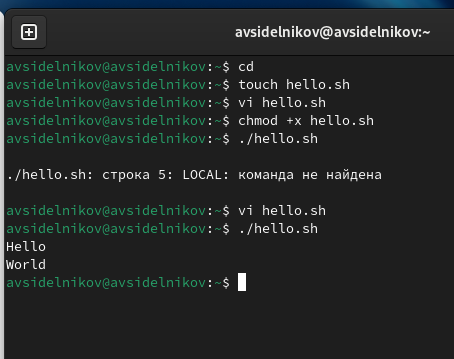 avsidelnikov@avsidelnikov:~
avsidelnikov@avsidelnikov:~$ cd
avsidelnikov@avsidelnikov:~$ touch hello.sh
avsidelnikov@avsidelnikov:~$ vi hello.sh
avsidelnikov@avsidelnikov:~$ chmod +x hello.sh
avsidelnikov@avsidelnikov:~$ ./hello.sh
./hello.sh: строка 5: LOCAL: команда не найдена
avsidelnikov@avsidelnikov:~$ vi hello.sh
avsidelnikov@avsidelnikov:~$ ./hello.sh
Hello
World
avsidelnikov@avsidelnikov:~$